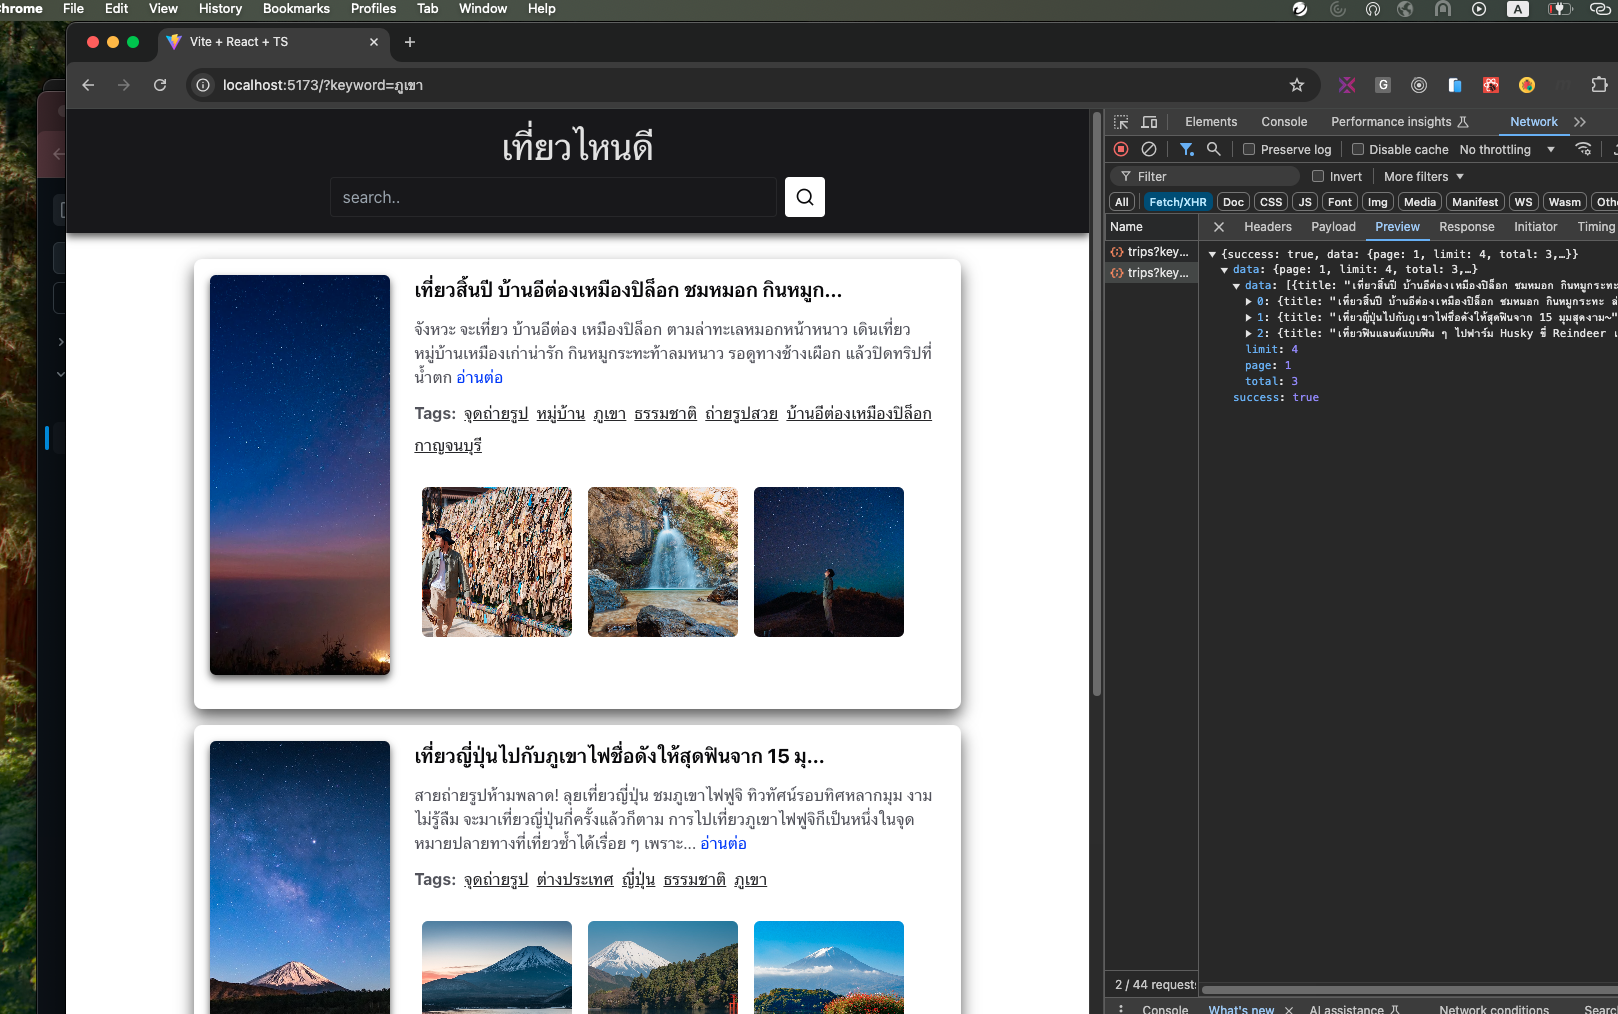 hrome File Edit View History Bookmarks Profiles Tab Window Help A
Vite + React + TS
localhost:5173/?keyword=ภูเขา
เที่ยวไหนดี
search..
เที่ยวสิ้นปี บ้านอีต่องเหมืองปิล็อก ชมหมอก กินหมูก...
จังหวะ จะเที่ยว บ้านอีต่อง เหมืองปิล็อก ตามล่าทะเลหมอกหน้าหนาว เดินเที่ยว
หมู่บ้านเหมืองเก่าน่ารัก กินหมูกระทะท้าลมหนาว รอดูทางช้างเผือก แล้วปิดทริปที่
น้ำตก อ่านต่อ
Tags: จุดถ่ายรูป หมู่บ้าน ภูเขา ธรรมชาติ ถ่ายรูปสวย บ้านอีต่องเหมืองปิล็อก
กาญจนบุรี
เที่ยวญี่ปุ่นไปกับภูเขาไฟชื่อดังให้สุดฟินจาก 15 มุ...
สายถ่ายรูปห้ามพลาด! ลุยเที่ยวญี่ปุ่น ชมภูเขาไฟฟูจิ ทิวทัศน์รอบทิศหลากมุม งาม
ไม่รู้ลืม จะมาเที่ยวญี่ปุ่นกี่ครั้งแล้วก็ตาม การไปเที่ยวภูเขาไฟฟูจิก็เป็นหนึ่งในจุด
หมายปลายทางที่เที่ยวซ้ำได้เรื่อย ๆ เพราะ... อ่านต่อ
Tags: จุดถ่ายรูป ต่างประเทศ ญี่ปุ่น ธรรมชาติ ภูเขา
Elements Console Performance insights Network
Preserve log Disable cache No throttling
Filter Invert More filters
All Fetch/XHR Doc CSS JS Font Img Media Manifest WS Wasm Othe
Name Headers Payload Preview Response Initiator Timing
trips?key...
trips?key...
{success: true, data: {page: 1, limit: 4, total: 3,…}}
data: {page: 1, limit: 4, total: 3,…}
data: [{title: "เที่ยวสิ้นปี บ้านอีต่องเหมืองปิล็อก ชมหมอก กินหมูกระทะ
0: {title: "เที่ยวสิ้นปี บ้านอีต่องเหมืองปิล็อก ชมหมอก กินหมูกระทะ ล่
1: {title: "เที่ยวญี่ปุ่นไปกับภูเขาไฟชื่อดังให้สุดฟินจาก 15 มุมสุดงาม~"
2: {title: "เที่ยวฟินแลนด์แบบฟิน ๆ ไปฟาร์ม Husky ขี่ Reindeer
limit: 4
page: 1
total: 3
success: true
2 / 44 requests
Console What's new AI assistance Network conditions Searc